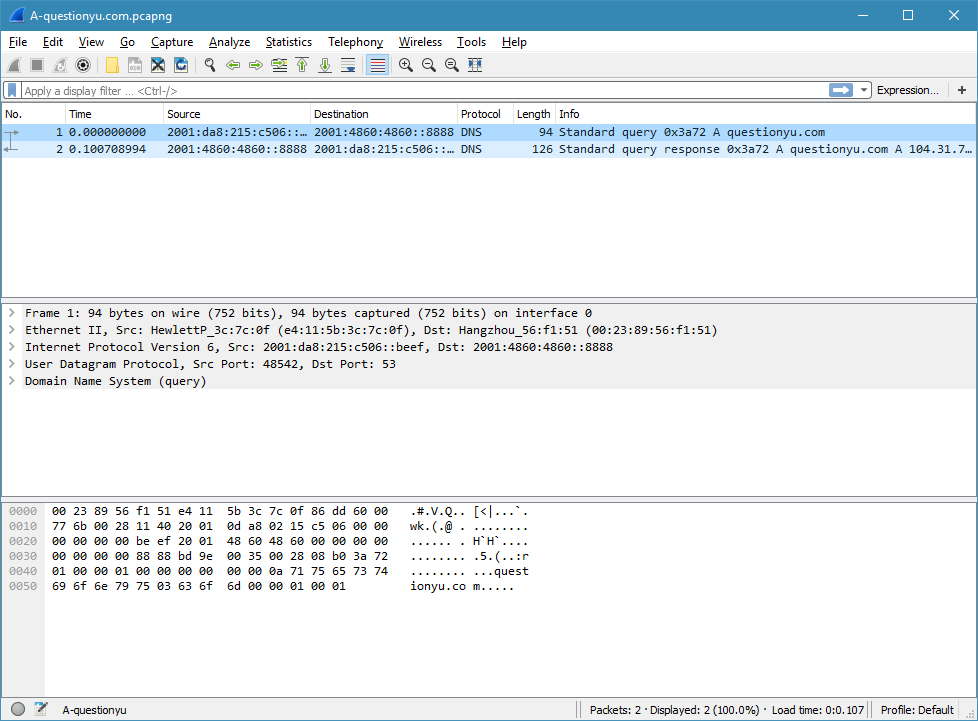 A-questionyu.com.pcapng
File Edit View Go Capture Analyze Statistics Telephony Wireless Tools Help
Apply a display filter ... <Ctrl-/> Expression... +
No. Time Source Destination Protocol Length Info
1 0.000000000 2001:da8:215:c506::… 2001:4860:4860::8888 DNS 94 Standard query 0x3a72 A questionyu.com
2 0.100708994 2001:4860:4860::8888 2001:da8:215:c506::… DNS 126 Standard query response 0x3a72 A questionyu.com A 104.31.7…
Frame 1: 94 bytes on wire (752 bits), 94 bytes captured (752 bits) on interface 0
Ethernet II, Src: HewlettP_3c:7c:0f (e4:11:5b:3c:7c:0f), Dst: Hangzhou_56:f1:51 (00:23:89:56:f1:51)
Internet Protocol Version 6, Src: 2001:da8:215:c506::beef, Dst: 2001:4860:4860::8888
User Datagram Protocol, Src Port: 48542, Dst Port: 53
Domain Name System (query)
0000 00 23 89 56 f1 51 e4 11 5b 3c 7c 0f 86 dd 60 00 .#.V.Q.. [<|...`.
0010 77 6b 00 28 11 40 20 01 0d a8 02 15 c5 06 00 00 wk.(.@ . ........
0020 00 00 00 00 be ef 20 01 48 60 48 60 00 00 00 00 ...... . H`H`....
0030 00 00 00 00 88 88 bd 9e 00 35 00 28 08 b0 3a 72 ........ .5.(..:r
0040 01 00 00 01 00 00 00 00 00 00 0a 71 75 65 73 74 ........ ...quest
0050 69 6f 6e 79 75 03 63 6f 6d 00 00 01 00 01 ionyu.co m.....
A-questionyu Packets: 2 · Displayed: 2 (100.0%) · Load time: 0:0.107 Profile: Default